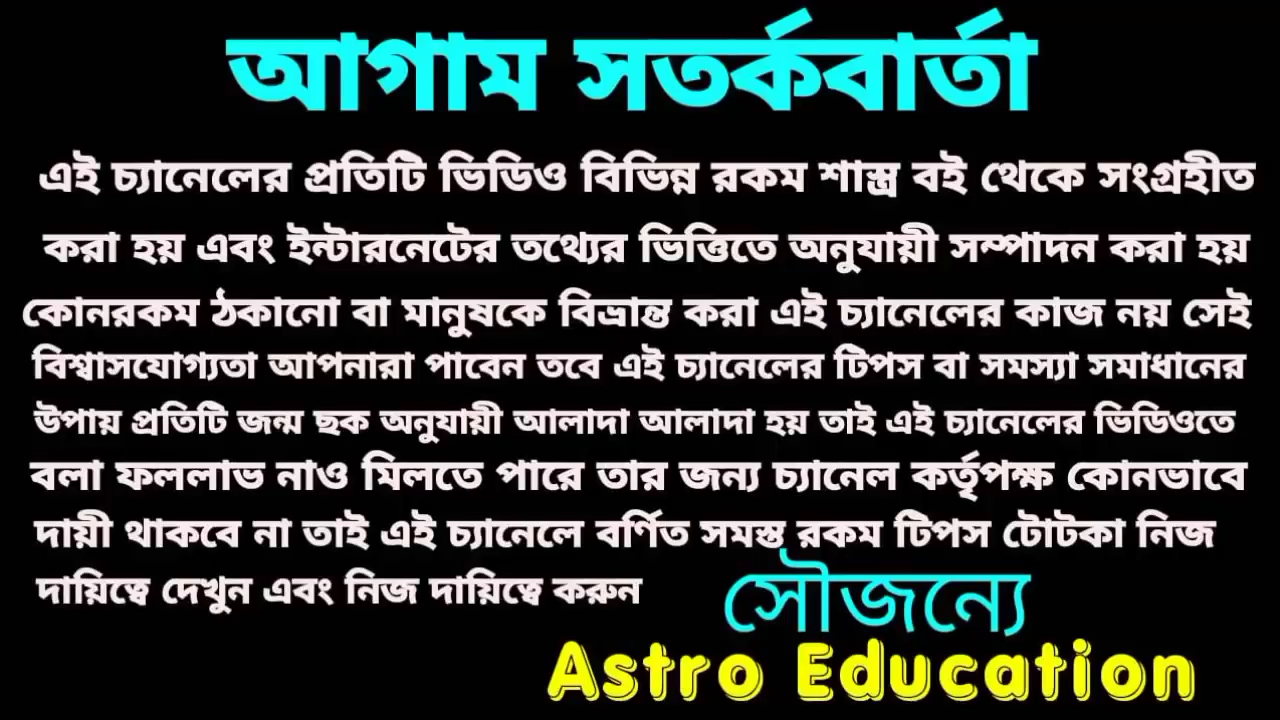 আগাম সতর্কবার্তা
এই চ্যানেলের প্রতিটি ভিডিও বিভিন্ন রকম শাস্ত্র বই থেকে সংগ্রহীত
করা হয় এবং ইন্টারনেটের তথ্যের ভিত্তিতে অনুযায়ী সম্পাদন করা হয়
কোনরকম ঠকানো বা মানুষকে বিভ্রান্ত করা এই চ্যানেলের কাজ নয় সেই
বিশ্বাসযোগ্যতা আপনারা পাবেন তবে এই চ্যানেলের টিপস বা সমস্যা সমাধানের
উপায় প্রতিটি জন্ম ছক অনুযায়ী আলাদা আলাদা হয় তাই এই চ্যানেলের ভিডিওতে
বলা ফললাভ নাও মিলতে পারে তার জন্য চ্যানেল কর্তৃপক্ষ কোনভাবে
দায়ী থাকবে না তাই এই চ্যানেলে বর্ণিত সমস্ত রকম টিপস টোটকা নিজ
দায়িত্বে দেখুন এবং নিজ দায়িত্বে করুন
সৌজন্যে
Astro Education